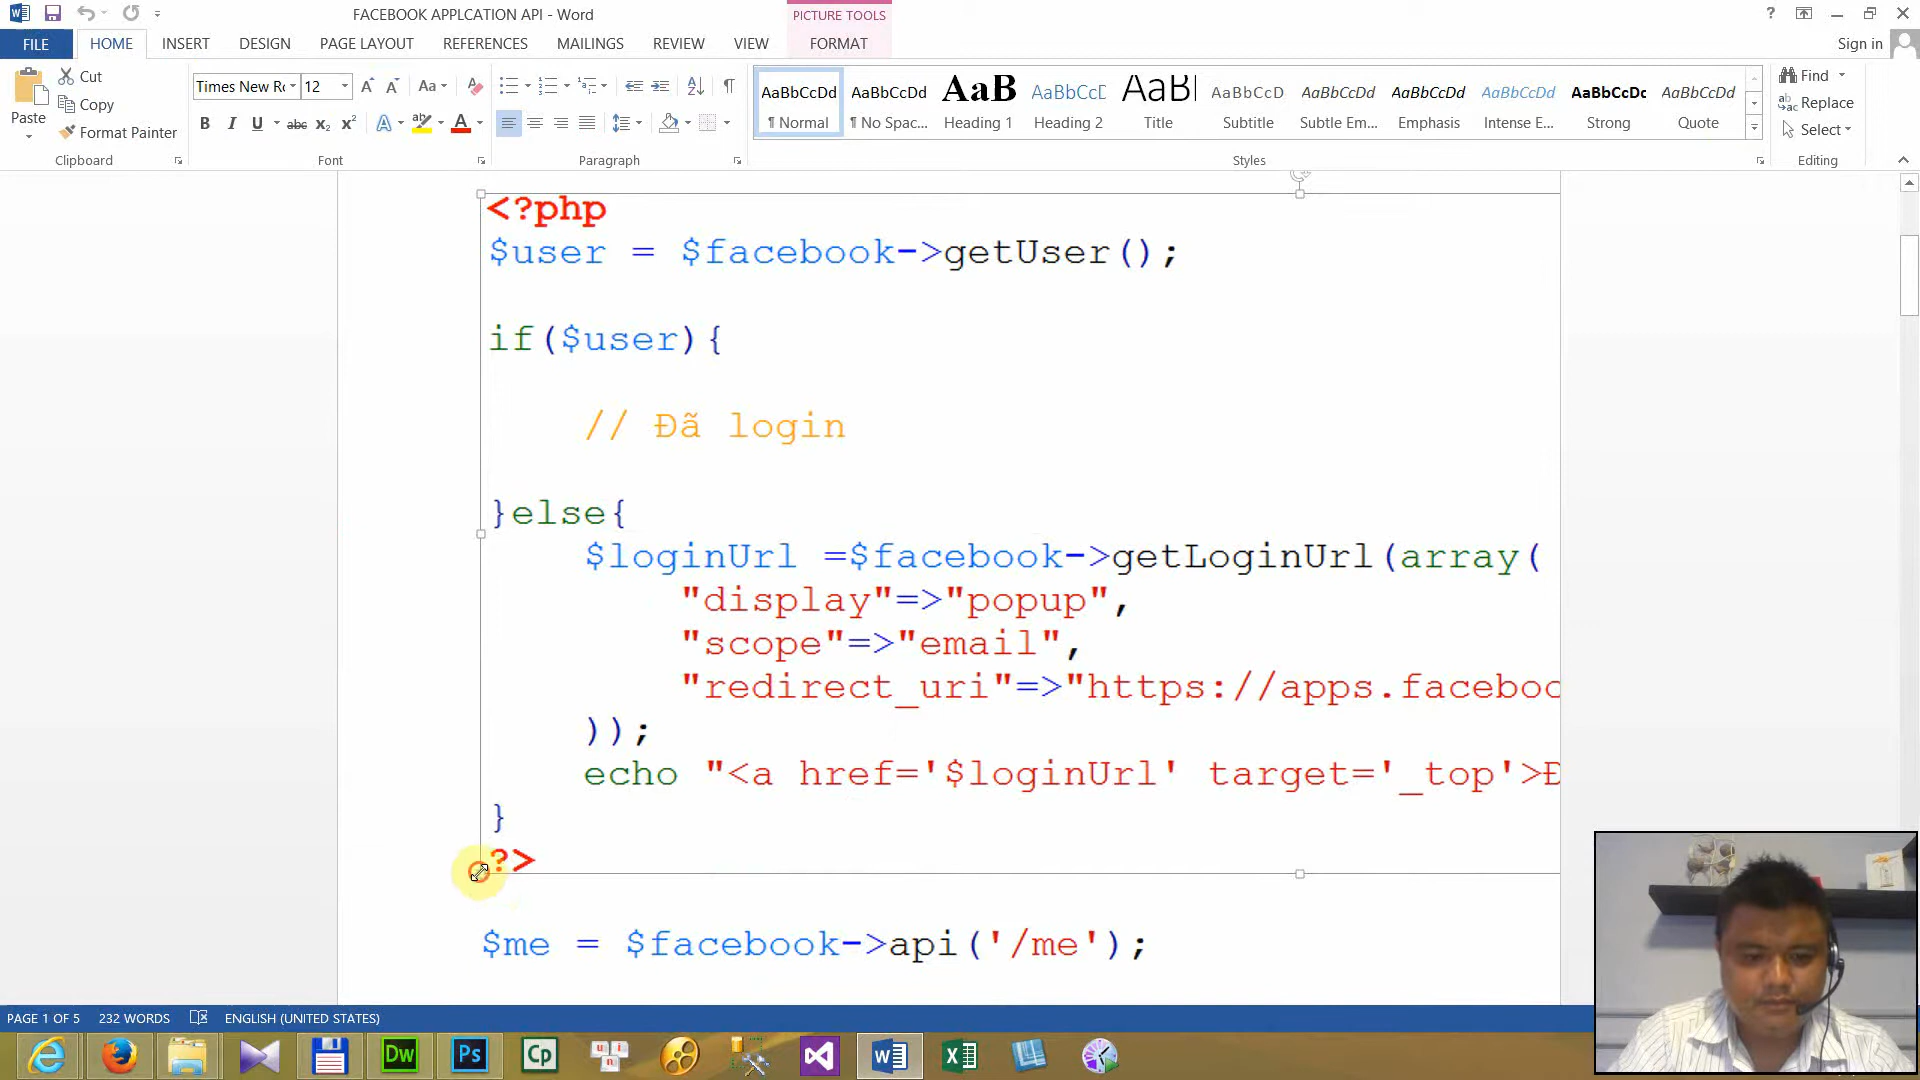 FACEBOOK APPLCATION API - Word
PICTURE TOOLS
FILE
HOME
INSERT
DESIGN
PAGE LAYOUT
REFERENCES
MAILINGS
REVIEW
VIEW
FORMAT
Sign in
Paste
Cut
Copy
Format Painter
Clipboard
Times New Rc
12
Font
Paragraph
AaBbCcDd
¶ Normal
AaBbCcDd
¶ No Spac...
AaB
Heading 1
AaBbCcD
Heading 2
AaB
Title
AaBbCcD
Subtitle
AaBbCcDd
Subtle Em...
AaBbCcDd
Emphasis
AaBbCcDd
Intense E...
AaBbCcDc
Strong
AaBbCcDd
Quote
Styles
Find
Replace
Select
Editing
<?php
$user = $facebook->getUser();
if($user){
// Đã login
}else{
$loginUrl =$facebook->getLoginUrl(array(
"display"=>"popup",
"scope"=>"email",
"redirect_uri"=>"https://apps.faceboo
));
echo "<a href='$loginUrl' target='_top'>Đ
}
?>
$me = $facebook->api('/me');
PAGE 1 OF 5
232 WORDS
ENGLISH (UNITED STATES)